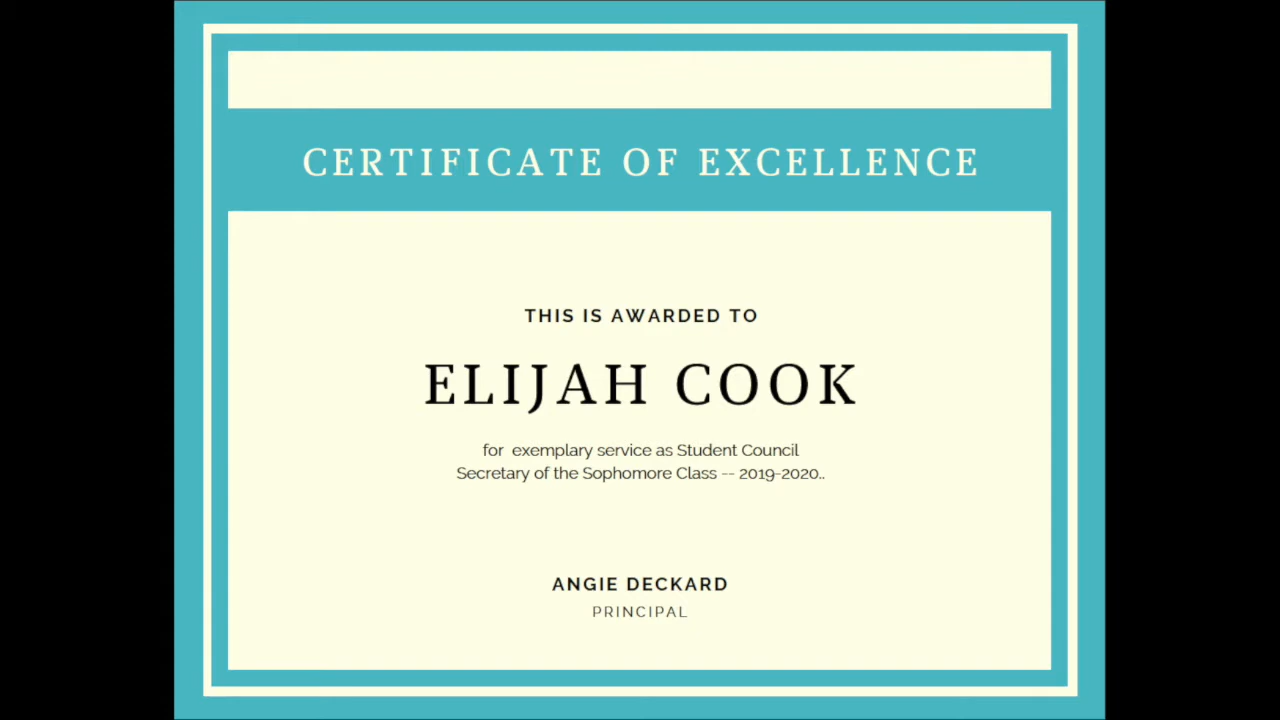 CERTIFICATE OF EXCELLENCE
THIS IS AWARDED TO
ELIJAH COOK
for  exemplary service as Student Council
Secretary of the Sophomore Class -- 2019-2020..
ANGIE DECKARD
PRINCIPAL